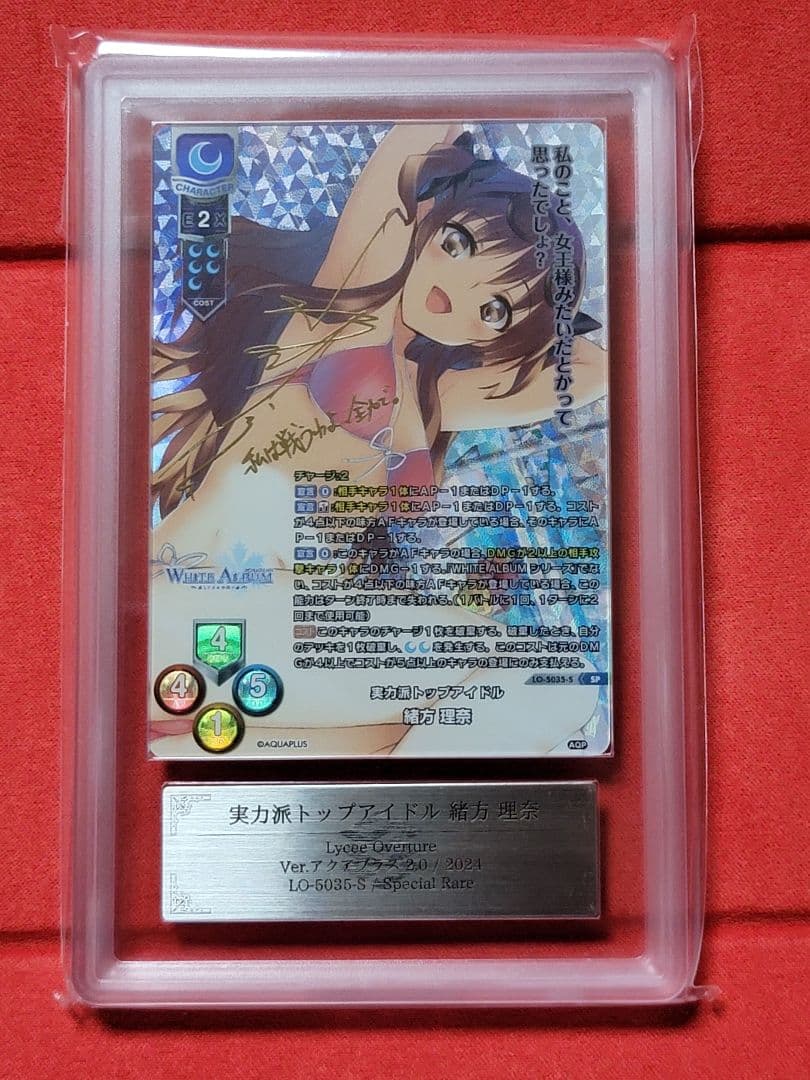 CHARACTER
E 2 X
COST
私のこと、女王様みたいだとかって
思ったでしょ？
私は戦うわよ 全力で。
チャージ:2
宣言 0:相手キャラ1体にAP－1またはDP－1する。
:相手キャラ1体にAP－1またはDP－1する。コスト
が4点以下の味方AFキャラが登場している場合、そのキャラにA
P－1またはDP－1する。
宣言 0:このキャラがAFキャラの場合、DMGが2以上の相手攻
撃キャラ1体にDMG－1する。『WHITE ALBUM シリーズ』でな
い、コストが4点以下の味方AFキャラが登場している場合、この
能力はターン終了時まで失われる。(1バトルに1回、1ターンに2
回まで使用可能)
コスト このキャラのチャージ1枚を破棄する。破棄したとき、自分
のデッキを1枚破棄し、を発生する。このコストは元のDM
Gが4以上でコストが5点以上のキャラの登場にのみ支払える。
WHITE ALBUM
LO-5035-S SP
4
4
5
1
実力派トップアイドル
緒方 理奈
©AQUAPLUS
AQP
実力派トップアイドル 緒方 理奈
Lycee Overture
Ver.アクアプラス 2.0 / 2024
LO-5035-S / Special Rare